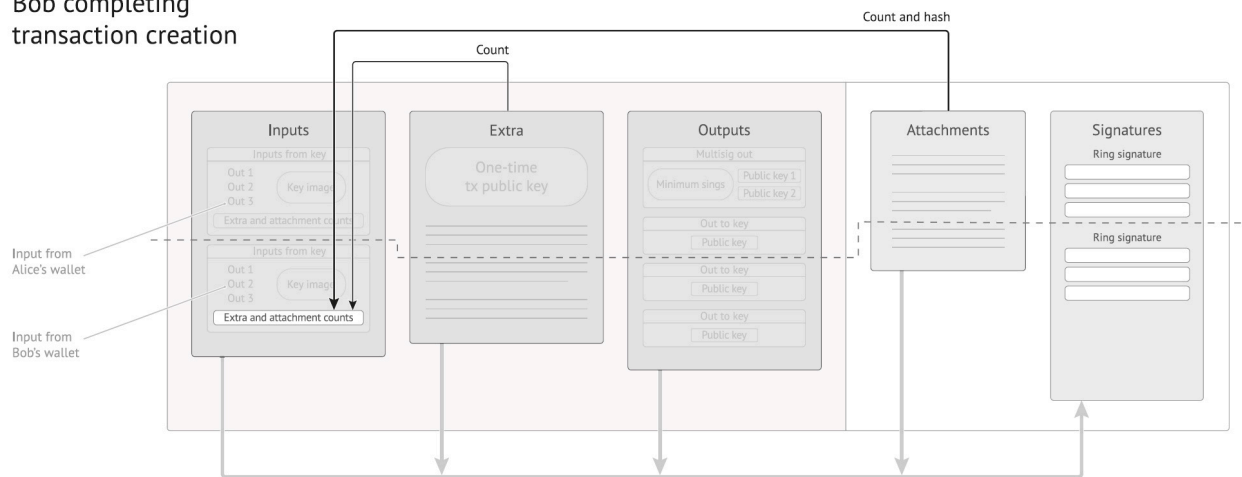 Bob completing
transaction creation
Count and hash
Count
Inputs
Inputs from key
Out 1
Out 2
Out 3
Key image
Extra and attachment counts
Inputs from key
Out 1
Out 2
Out 3
Key image
Extra and attachment counts
Input from
Alice's wallet
Input from
Bob's wallet
Extra
One-time
tx public key
Outputs
Multisig out
Minimum sings
Public key 1
Public key 2
Out to key
Public key
Out to key
Public key
Out to key
Public key
Attachments
Signatures
Ring signature
Ring signature